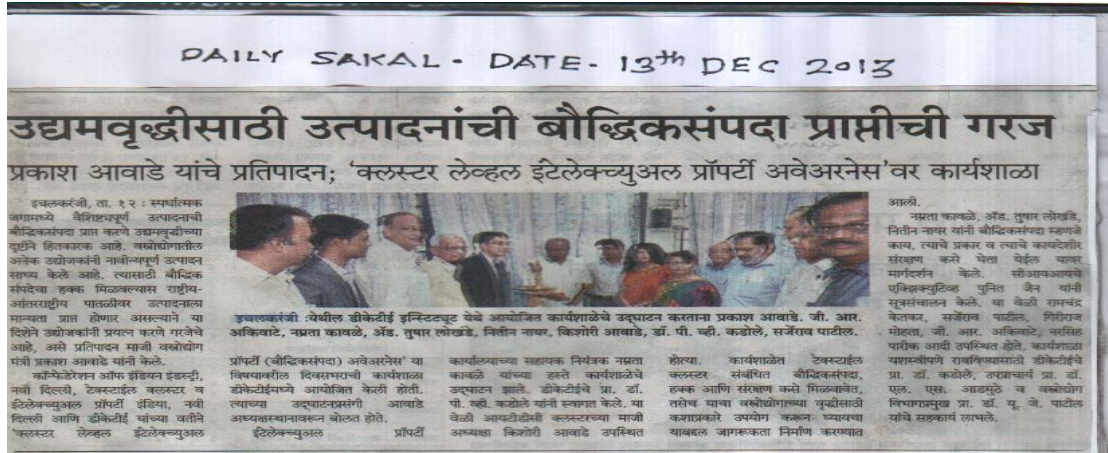 DAILY SAKAL. DATE- 13th DEC 2013
उद्यमवृद्धीसाठी उत्पादनांची बौद्धिकसंपदा प्राप्तीची गरज
प्रकाश आवाडे यांचे प्रतिपादन; 'क्लस्टर लेव्हल इंटेलेक्च्युअल प्रॉपर्टी अवेअरनेस'वर कार्यशाळा
इचलकरंजी, ता. १२ : स्पर्धात्मक
जगामध्ये वैशिष्ट्यपूर्ण उत्पादनाची
बौद्धिकसंपदा प्राप्त करणे उद्यमवृद्धीच्या
दृष्टीने हितकारक आहे. वस्त्रोद्योगातील
अनेक उद्योजकांनी नावीन्यपूर्ण उत्पादन
साध्य केले आहे. त्यासाठी बौद्धिक
संपदेचा हक्क मिळवल्यास राष्ट्रीय-
आंतरराष्ट्रीय पातळीवर उत्पादनाला
मान्यता प्राप्त होणार असल्याने या
दिशेने उद्योजकांनी प्रयत्न करणे गरजेचे
आहे, असे प्रतिपादन माजी वस्त्रोद्योग
मंत्री प्रकाश आवाडे यांनी केले.
कॉन्फेडरेशन ऑफ इंडियन इंडस्ट्री,
नवी दिल्ली, टेक्स्टाईल क्लस्टर व
इंटेलेक्च्युअल प्रॉपर्टी इंडिया, नवी
दिल्ली आणि डीकेटीई यांच्या वतीने
'क्लस्टर लेव्हल इंटेलेक्च्युअल
इचलकरंजी : येथील डीकेटीई इन्स्टिट्यूट येथे आयोजित कार्यशाळेचे उद्घाटन करताना प्रकाश आवाडे. जी. आर.
अकिवाटे, नम्रता कावळे, ॲड. तुषार लोखंडे, नितीन नायर, किशोरी आवाडे, डॉ. पी. व्ही. कडोले, सर्जेराव पाटील.
प्रॉपर्टी (बौद्धिकसंपदा) अवेअरनेस' या
विषयावरील दिवसभराची कार्यशाळा
डीकेटीईमध्ये आयोजित केली होती.
त्याच्या उद्घाटनप्रसंगी आवाडे
अध्यक्षस्थानावरून बोलत होते.
इंटेलेक्च्युअल प्रॉपर्टी
कार्यालयाच्या सहायक नियंत्रक नम्रता
कावळे यांच्या हस्ते कार्यशाळेचे
उद्घाटन झाले. डीकेटीईचे प्रा. डॉ.
पी. व्ही. कडोले यांनी स्वागत केले. या
वेळी आयटीडीसी क्लस्टरच्या माजी
अध्यक्षा किशोरी आवाडे उपस्थित
होत्या. कार्यशाळेत टेक्स्टाईल
क्लस्टर संबंधित बौद्धिकसंपदा,
हक्क आणि संरक्षण कसे मिळवावेत,
तसेच याचा वस्त्रोद्योगाच्या वृद्धीसाठी
कशाप्रकारे उपयोग करून घ्यायचा
याबद्दल जागरूकता निर्माण करण्यात
आली.
नम्रता कावळे, ॲड. तुषार लोखंडे,
नितीन नायर यांनी बौद्धिकसंपदा म्हणजे
काय, त्याचे प्रकार व त्याचे कायदेशीर
संरक्षण कसे घेता येईल यावर
मार्गदर्शन केले. सीआयआयचे
एक्झिक्युटिव्ह पुनित जैन यांनी
सूत्रसंचालन केले. या वेळी रामचंद्र
केतकर, सर्जेराव पाटील, गिरीराज
मोहता, जी. आर. अकिवाटे, नरसिंह
पारीक आदी उपस्थित होते. कार्यशाळा
यशस्वीपणे राबविण्यासाठी डीकेटीईचे
प्रा. डॉ. कडोले, उपप्राचार्य प्रा. डॉ.
एल. एस. आडमुठे व वस्त्रोद्योग
विभागप्रमुख प्रा. डॉ. यू. जे. पाटील
यांचे सहकार्य लाभले.